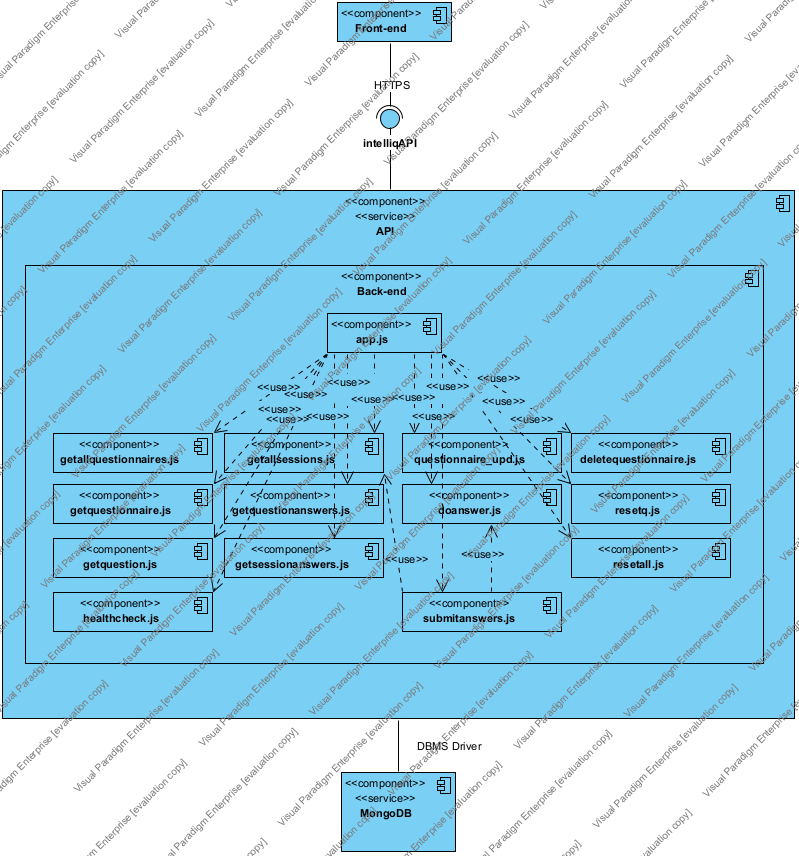 <<component>>
Front-end
HTTPS
intelliqAPI
<<component>>
<<service>>
API
<<component>>
Back-end
<<component>>
app.js
<<use>>
<<use>>
<<use>>
<<use>>
<<use>>
<<use>>
<<use>>
<<use>>
<<use>>
<<use>>
<<use>>
<<use>>
<<component>>
getallquestionnaires.js
<<component>>
getallsessions.js
<<component>>
questionnaire_upd.js
<<component>>
deletequestionnaire.js
<<component>>
getquestionnaire.js
<<component>>
getquestionanswers.js
<<component>>
doanswer.js
<<component>>
resetq.js
<<component>>
getquestion.js
<<component>>
getsessionanswers.js
<<use>>
<<use>>
<<component>>
resetall.js
<<component>>
healthcheck.js
<<component>>
submitanswers.js
DBMS Driver
<<component>>
<<service>>
MongoDB
Visual Paradigm Enterprise [evaluation copy]